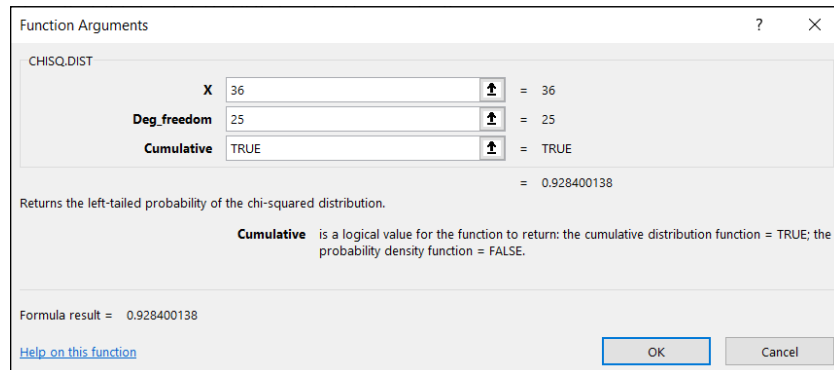 Function Arguments ? ×
CHISQ.DIST
X 36 = 36
Deg_freedom 25 = 25
Cumulative TRUE = TRUE
= 0.928400138
Returns the left-tailed probability of the chi-squared distribution.
Cumulative is a logical value for the function to return: the cumulative distribution function = TRUE; the
probability density function = FALSE.
Formula result = 0.928400138
Help on this function OK Cancel